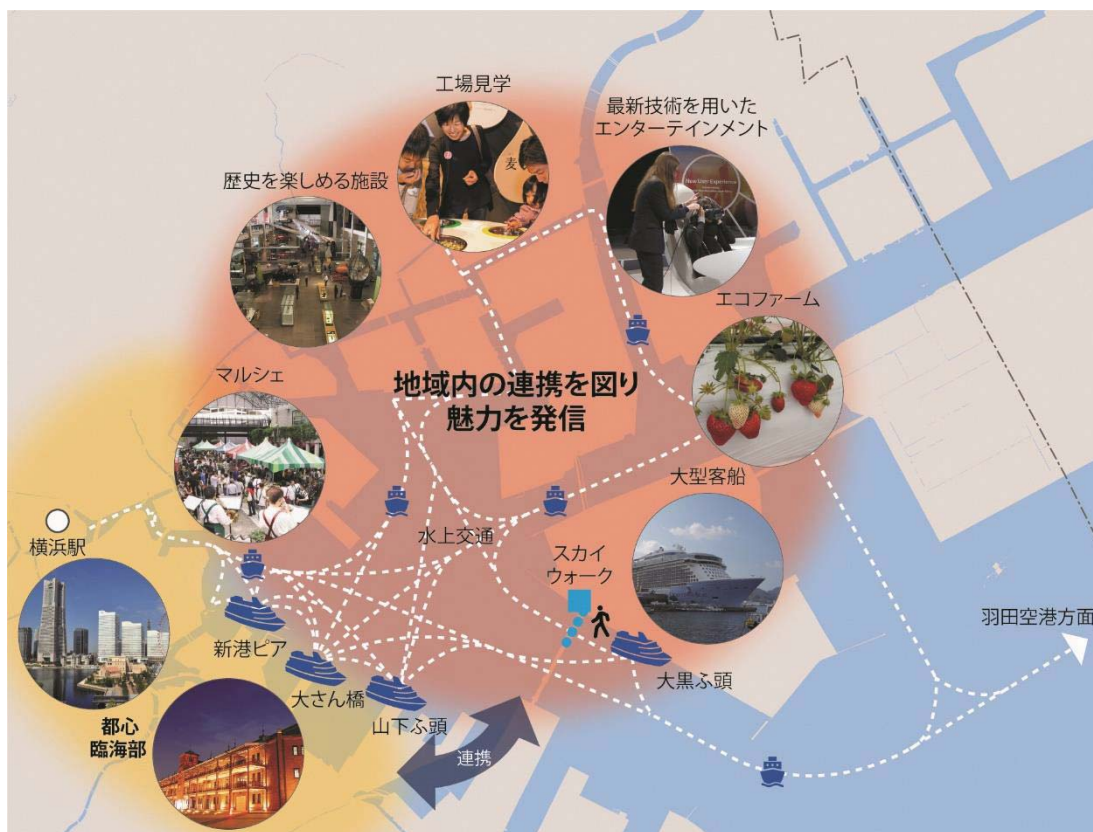 工場見学
最新技術を用いた
エンターテインメント
麦
New User Experience
歴史を楽しめる施設
エコファーム
マルシェ
地域内の連携を図り
魅力を発信
大型客船
横浜駅
水上交通
スカイ
ウォーク
羽田空港方面
新港ピア
大さん橋
山下ふ頭
大黒ふ頭
都心
臨海部
連携